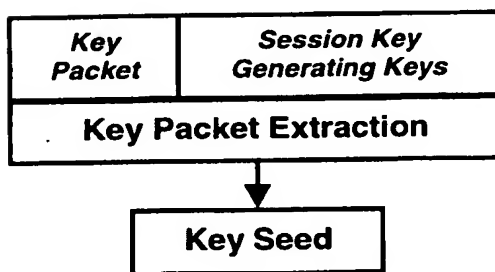 Key
Packet
Session Key
Generating Keys
Key Packet Extraction
Key Seed